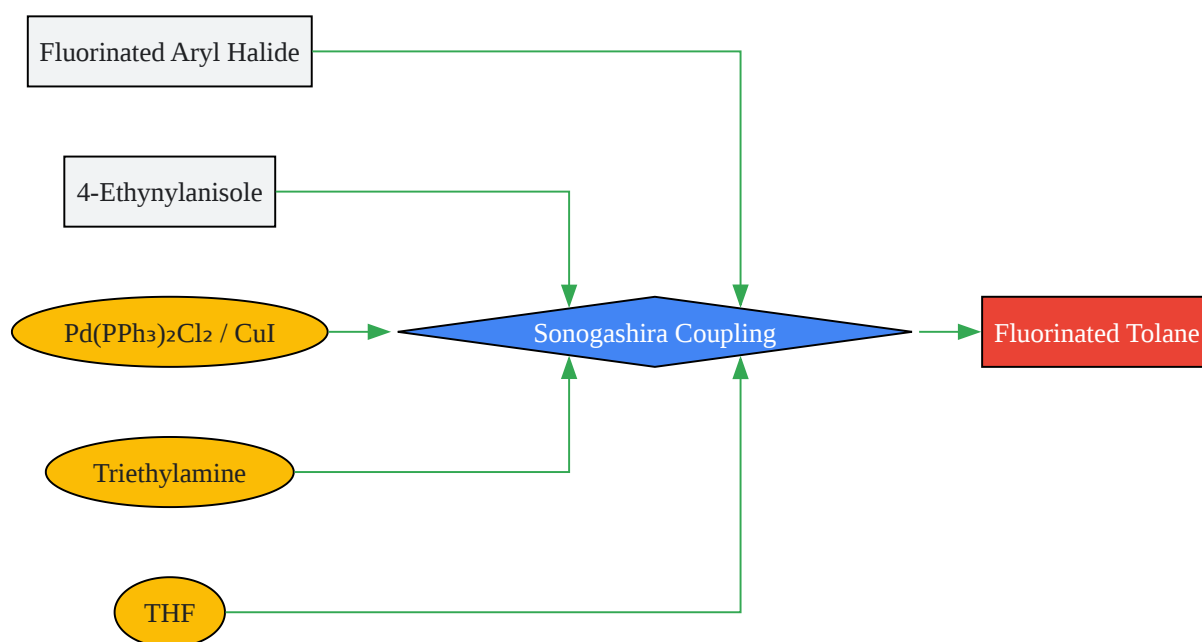 Fluorinated Aryl Halide
4-Ethynylanisole
Pd(PPh₃)₂Cl₂ / CuI
Sonogashira Coupling
Fluorinated Tolane
Triethylamine
THF